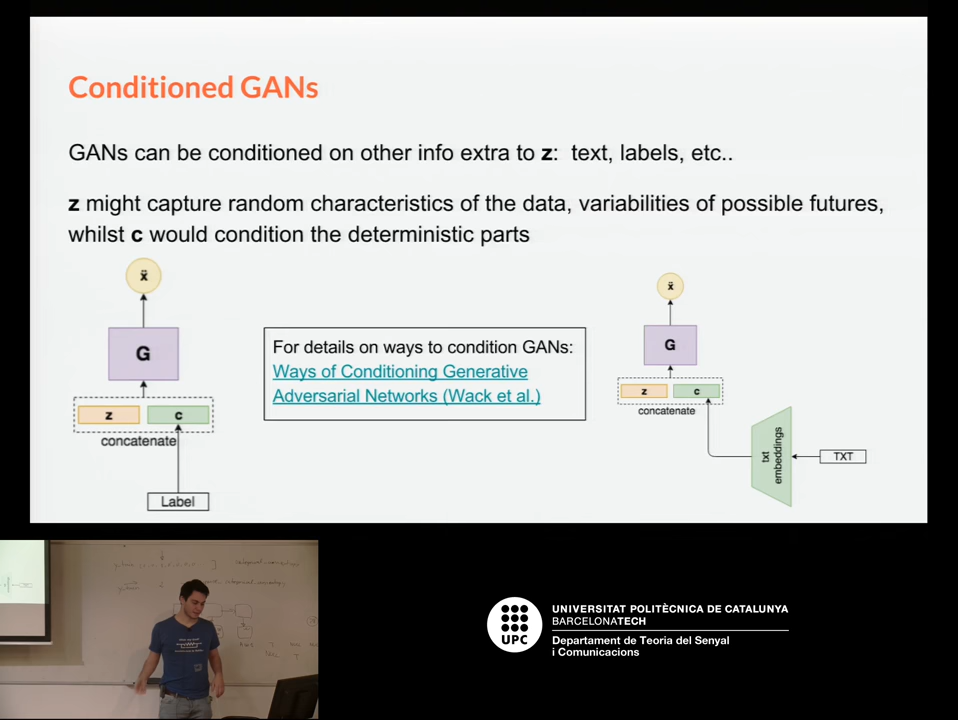 Conditioned GANs
GANs can be conditioned on other info extra to z: text, labels, etc..
z might capture random characteristics of the data, variabilities of possible futures,
whilst c would condition the deterministic parts
x̃
G
z c
concatenate
Label
For details on ways to condition GANs:
Ways of Conditioning Generative
Adversarial Networks (Wack et al.)
x̃
G
z c
concatenate
txt
embeddings
TXT
UPC
UNIVERSITAT POLITÈCNICA DE CATALUNYA
BARCELONATECH
Departament de Teoria del Senyal
i Comunicacions